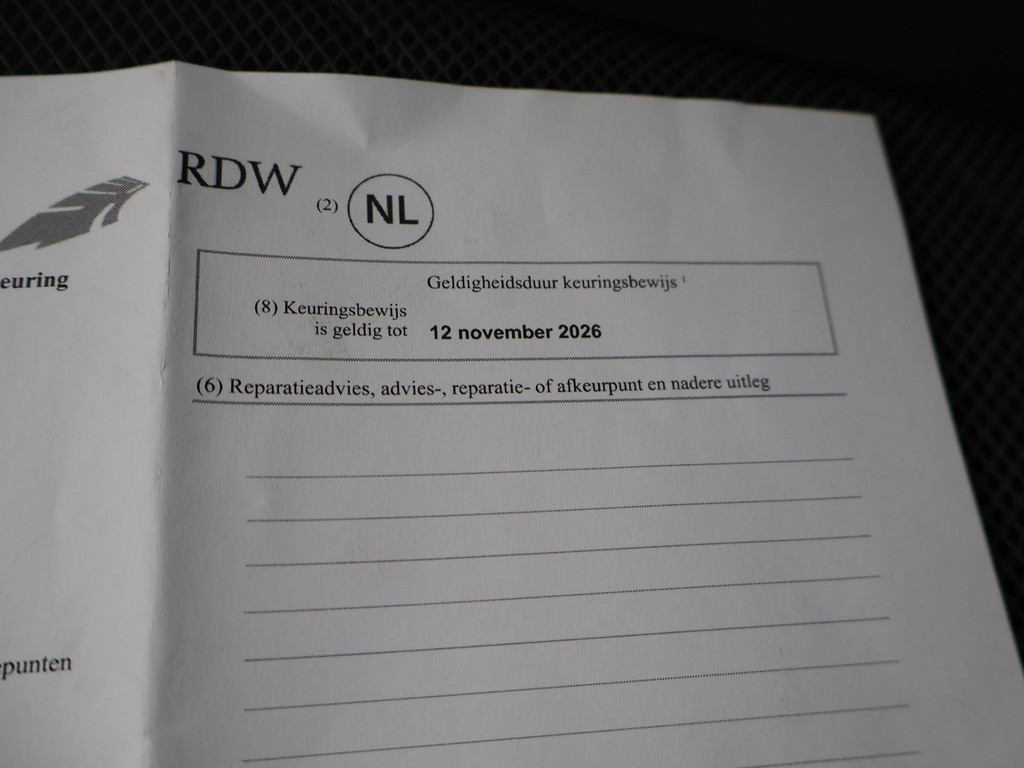 RDW
(2) NL
euring
Geldigheidsduur keuringsbewijs ¹
(8) Keuringsbewijs
is geldig tot 12 november 2026
(6) Reparatieadvies, advies-, reparatie- of afkeurpunt en nadere uitleg
epunten